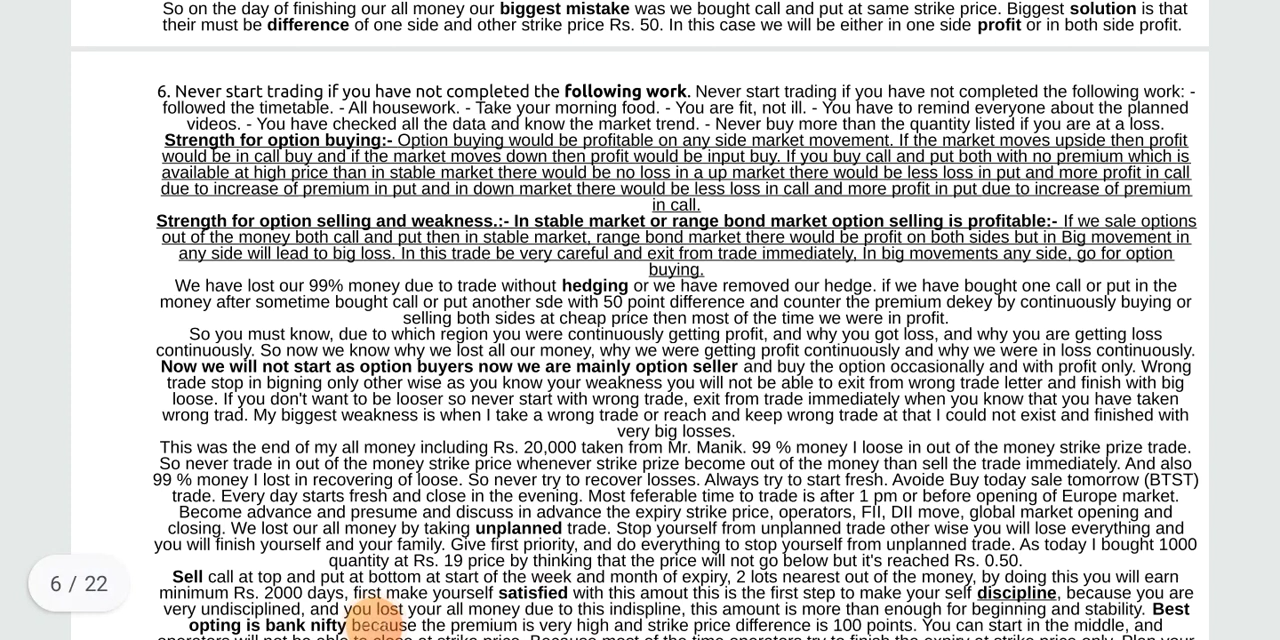 So on the day of finishing our all money our biggest mistake was we bought call and put at same strike price. Biggest solution is that
their must be difference of one side and other strike price Rs. 50. In this case we will be either in one side profit or in both side profit.
6. Never start trading if you have not completed the following work. Never start trading if you have not completed the following work: -
followed the timetable. - All housework. - Take your morning food. - You are fit, not ill. - You have to remind everyone about the planned
videos. - You have checked all the data and know the market trend. - Never buy more than the quantity listed if you are at a loss.
Strength for option buying:- Option buying would be profitable on any side market movement. If the market moves upside then profit
would be in call buy and if the market moves down then profit would be input buy. If you buy call and put both with no premium which is
available at high price than in stable market there would be no loss in a up market there would be less loss in put and more profit in call
due to increase of premium in put and in down market there would be less loss in call and more profit in put due to increase of premium
in call.
Strength for option selling and weakness.:- In stable market or range bond market option selling is profitable:- If we sale options
out of the money both call and put then in stable market, range bond market there would be profit on both sides but in Big movement in
any side will lead to big loss. In this trade be very careful and exit from trade immediately, In big movements any side, go for option
buying.
We have lost our 99% money due to trade without hedging or we have removed our hedge. if we have bought one call or put in the
money after sometime bought call or put another sde with 50 point difference and counter the premium dekey by continuously buying or
selling both sides at cheap price then most of the time we were in profit.
So you must know, due to which region you were continuously getting profit, and why you got loss, and why you are getting loss
continuously. So now we know why we lost all our money, why we were getting profit continuously and why we were in loss continuously.
Now we will not start as option buyers now we are mainly option seller and buy the option occasionally and with profit only. Wrong
trade stop in bigning only other wise as you know your weakness you will not be able to exit from wrong trade letter and finish with big
loose. If you don't want to be looser so never start with wrong trade, exit from trade immediately when you know that you have taken
wrong trad. My biggest weakness is when I take a wrong trade or reach and keep wrong trade at that I could not exist and finished with
very big losses.
This was the end of my all money including Rs. 20,000 taken from Mr. Manik. 99 % money I loose in out of the money strike prize trade.
So never trade in out of the money strike price whenever strike prize become out of the money than sell the trade immediately. And also
99 % money I lost in recovering of loose. So never try to recover losses. Always try to start fresh. Avoide Buy today sale tomorrow (BTST)
trade. Every day starts fresh and close in the evening. Most feferable time to trade is after 1 pm or before opening of Europe market.
Become advance and presume and discuss in advance the expiry strike price, operators, FII, DII move, global market opening and
closing. We lost our all money by taking unplanned trade. Stop yourself from unplanned trade other wise you will lose everything and
you will finish yourself and your family. Give first priority, and do everything to stop yourself from unplanned trade. As today I bought 1000
quantity at Rs. 19 price by thinking that the price will not go below but it's reached Rs. 0.50.
6 / 22
Sell call at top and put at bottom at start of the week and month of expiry, 2 lots nearest out of the money, by doing this you will earn
minimum Rs. 2000 days, first make yourself satisfied with this amout this is the first step to make your self discipline, because you are
very undisciplined, and you lost your all money due to this indispline, this amount is more than enough for beginning and stability. Best
opting is bank nifty because the premium is very high and strike price difference is 100 points. You can start in the middle, and